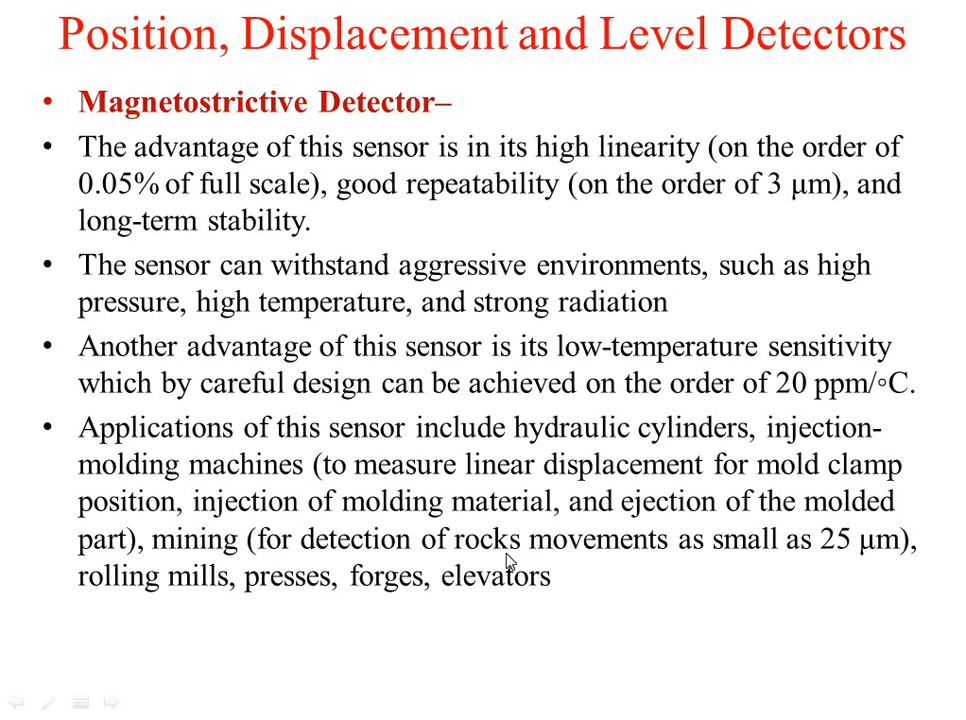 Position, Displacement and Level Detectors
• Magnetostrictive Detector–
• The advantage of this sensor is in its high linearity (on the order of
0.05% of full scale), good repeatability (on the order of 3 μm), and
long-term stability.
• The sensor can withstand aggressive environments, such as high
pressure, high temperature, and strong radiation
• Another advantage of this sensor is its low-temperature sensitivity
which by careful design can be achieved on the order of 20 ppm/◦C.
• Applications of this sensor include hydraulic cylinders, injection-
molding machines (to measure linear displacement for mold clamp
position, injection of molding material, and ejection of the molded
part), mining (for detection of rocks movements as small as 25 μm),
rolling mills, presses, forges, elevators